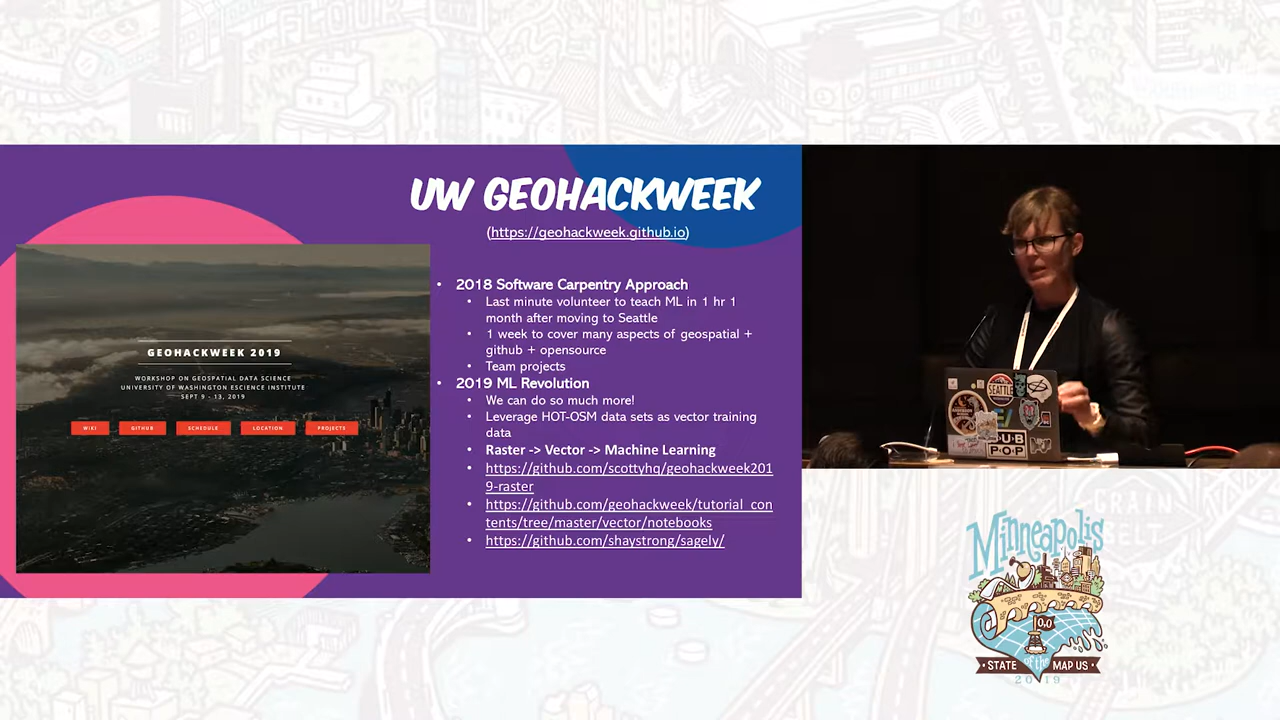 UW GEOHACKWEEK
(https://geohackweek.github.io)
• 2018 Software Carpentry Approach
• Last minute volunteer to teach ML in 1 hr 1
month after moving to Seattle
• 1 week to cover many aspects of geospatial +
github + opensource
• Team projects
• 2019 ML Revolution
• We can do so much more!
• Leverage HOT-OSM data sets as vector training
data
• Raster -> Vector -> Machine Learning
• https://github.com/scottyhq/geohackweek201
9-raster
• https://github.com/geohackweek/tutorial_con
tents/tree/master/vector/notebooks
• https://github.com/shaystrong/sagely/
GEOHACKWEEK 2019
WORKSHOP ON GEOSPATIAL DATA SCIENCE
UNIVERSITY OF WASHINGTON ESCIENCE INSTITUTE
SEPT 9 - 13, 2019
WIKI GITHUB SCHEDULE LOCATION PROJECTS
SEATTLE
SUB
POP
GRAIN
BELT
Minneapolis
0,0
• STATE of the MAP US •
2019